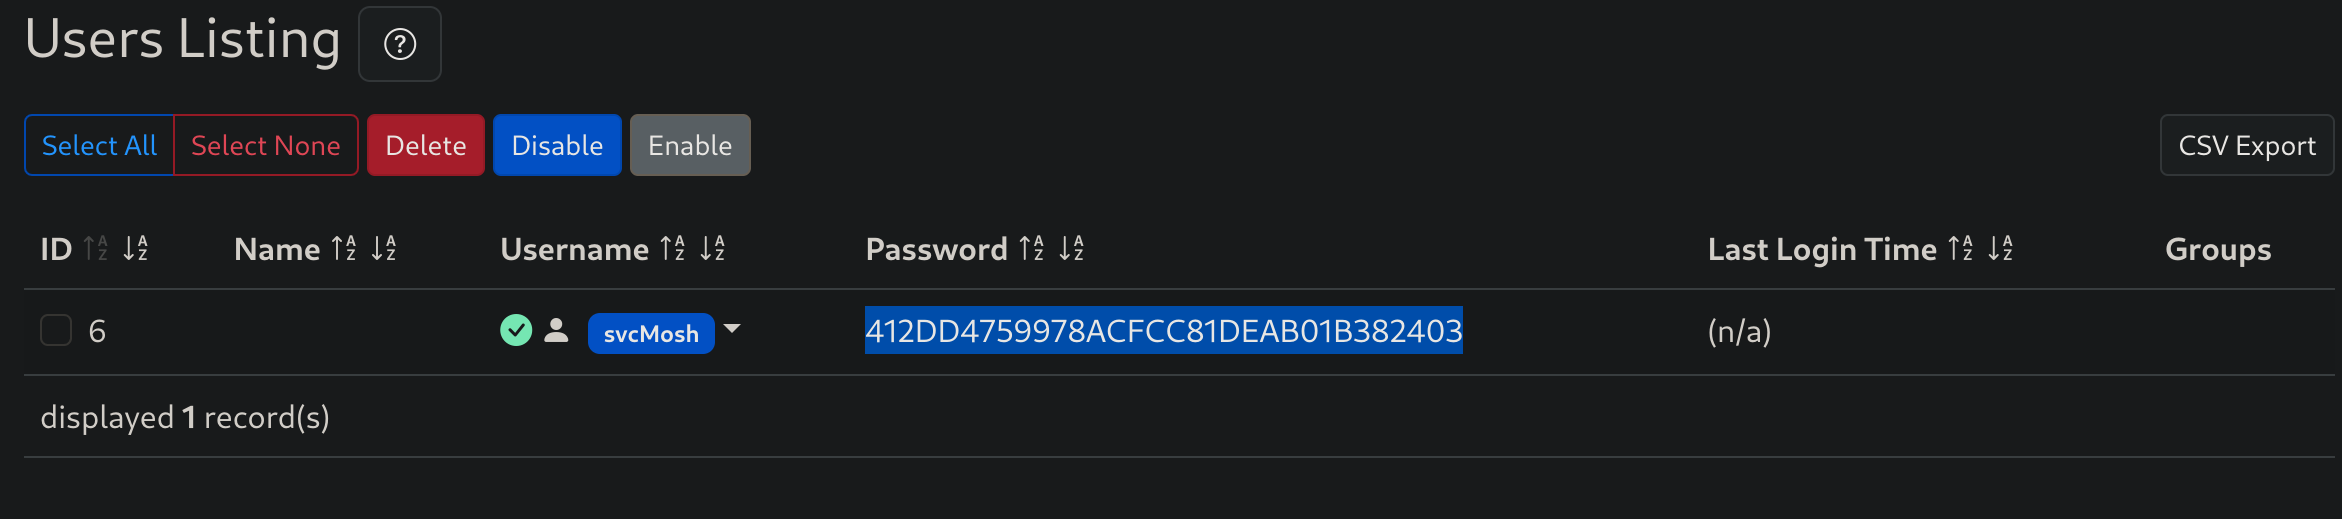 Users Listing
Select All Select None Delete Disable Enable CSV Export
ID Name Username Password Last Login Time Groups
6 svcMosh 412DD4759978ACFCC81DEAB01B382403 (n/a)
displayed 1 record(s)